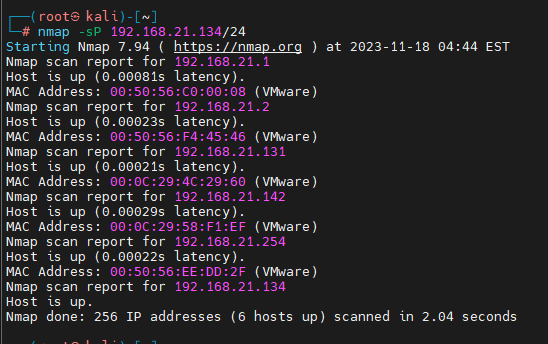 ┌──(root㉿kali)-[~]
└─# nmap -sP 192.168.21.134/24
Starting Nmap 7.94 ( https://nmap.org ) at 2023-11-18 04:44 EST
Nmap scan report for 192.168.21.1
Host is up (0.00081s latency).
MAC Address: 00:50:56:C0:00:08 (VMware)
Nmap scan report for 192.168.21.2
Host is up (0.00023s latency).
MAC Address: 00:50:56:F4:45:46 (VMware)
Nmap scan report for 192.168.21.131
Host is up (0.00021s latency).
MAC Address: 00:0C:29:4C:29:60 (VMware)
Nmap scan report for 192.168.21.142
Host is up (0.00029s latency).
MAC Address: 00:0C:29:58:F1:EF (VMware)
Nmap scan report for 192.168.21.254
Host is up (0.00022s latency).
MAC Address: 00:50:56:EE:DD:2F (VMware)
Nmap scan report for 192.168.21.134
Host is up.
Nmap done: 256 IP addresses (6 hosts up) scanned in 2.04 seconds